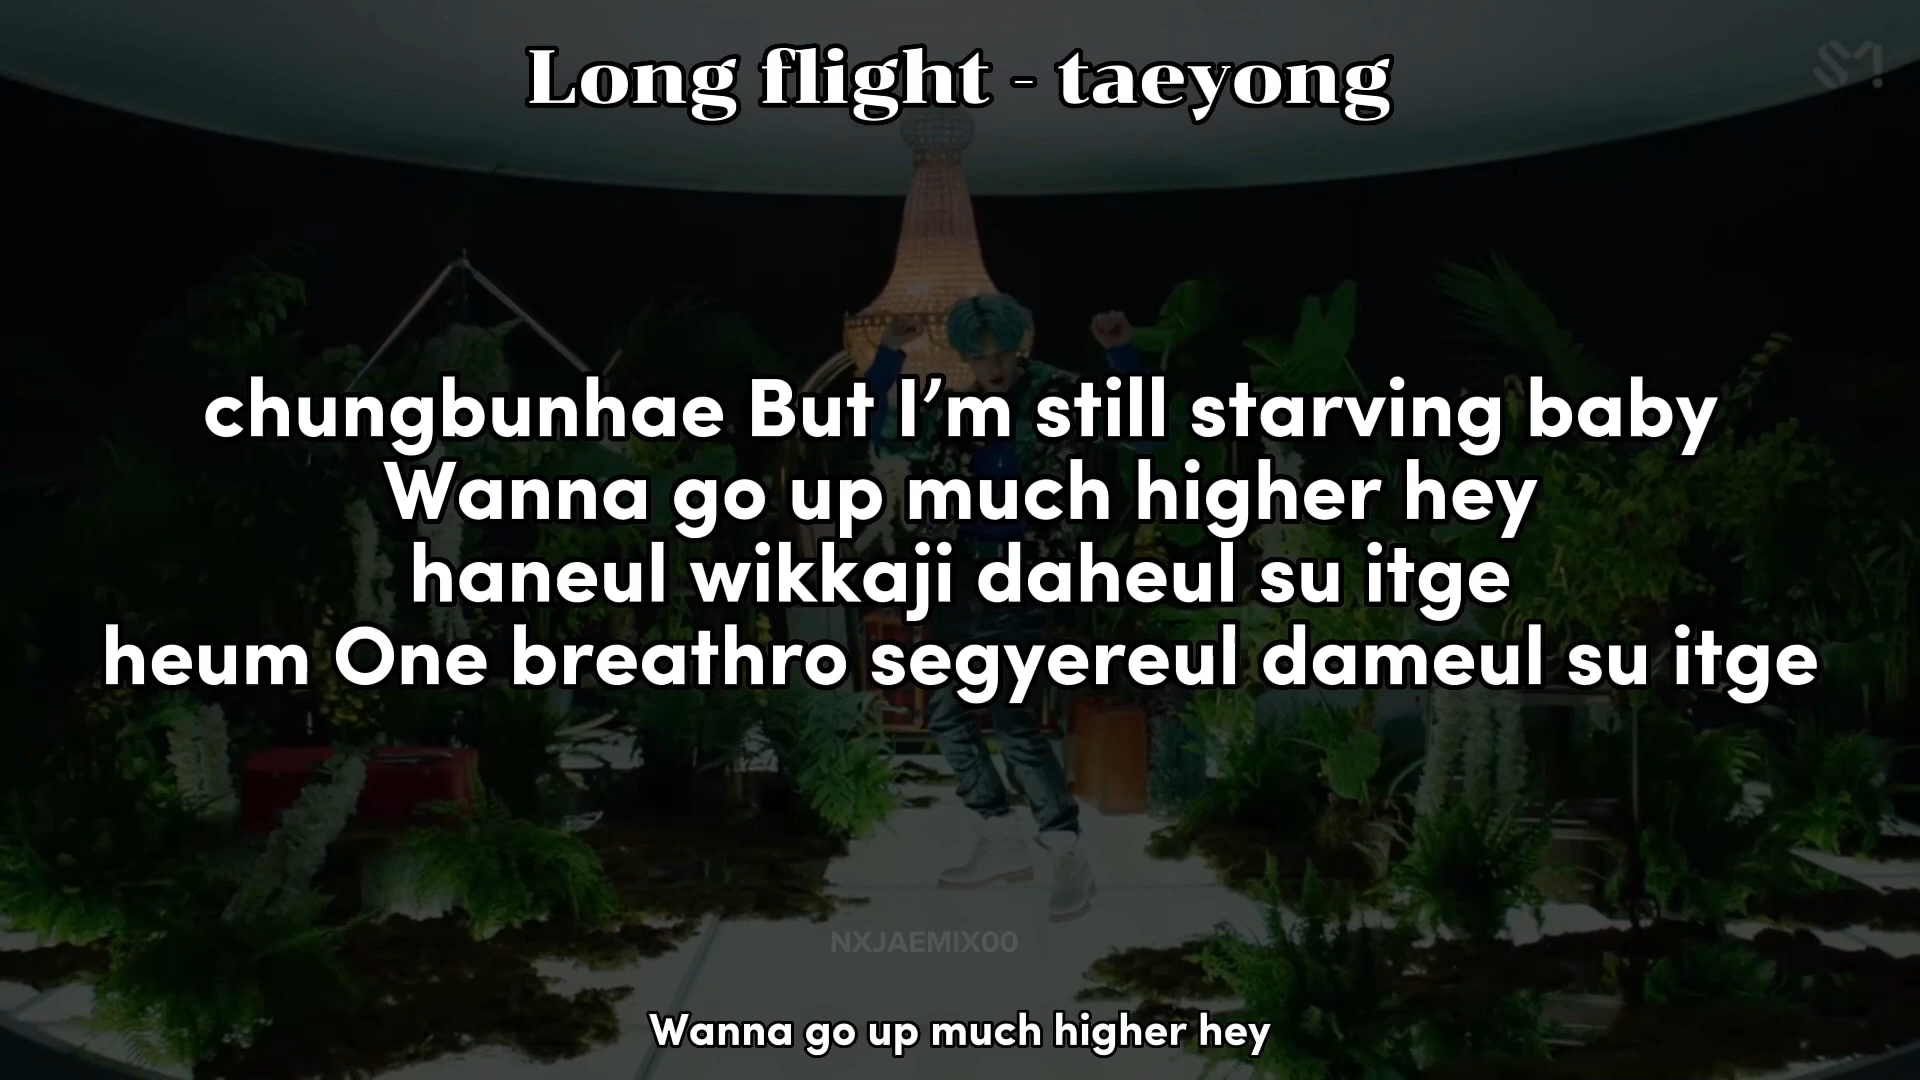 Long flight - taeyong
SM!
chungbunhae But I’m still starving baby
Wanna go up much higher hey
haneul wikkaji daheul su itge
heum One breathro segyereul dameul su itge
NXJAEMIX00
Wanna go up much higher hey